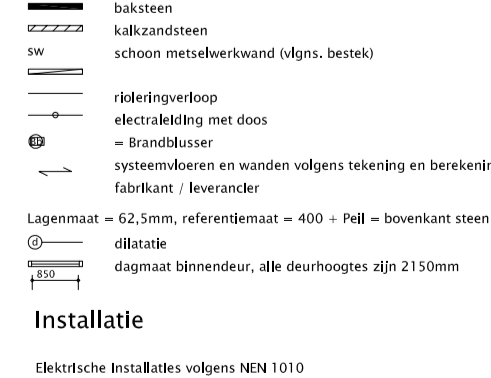 baksteen
kalkzandsteen
SW schoon metselwerkwand (vlgns. bestek)
rioleringverloop
electraleiding met doos
= Brandblusser
systeemvloeren en wanden volgens tekening en
fabrikant / leverancier
Lagenmaat = 62,5mm, referentiemaat = 400 + Peil = bovenkant steen
d dilatatie
dagmaat binnendeur, alle deurhoogtes zijn 2150mm
850
Installatie
Elektrische Installaties volgens NEN 1010